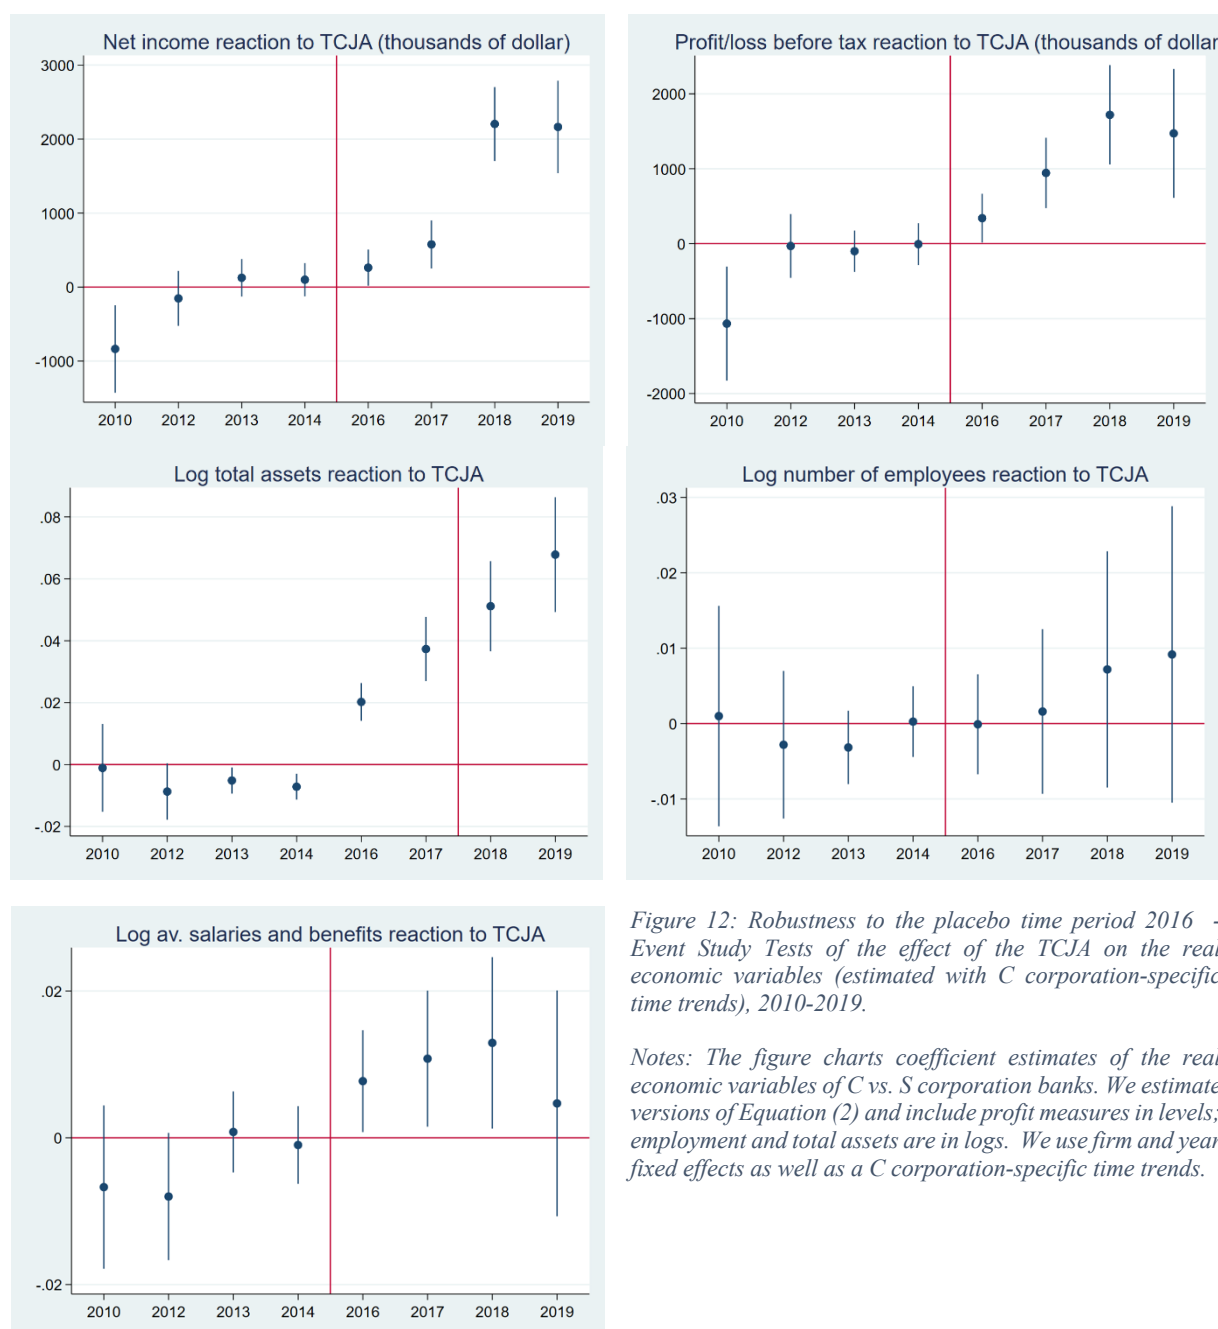 Net income reaction to TCJA (thousands of dollar)
3000
2000
1000
0
-1000
2010 2012 2013 2014 2016 2017 2018 2019
Profit/loss before tax reaction to TCJA (thousands of dollar
2000
1000
0
-1000
-2000
2010 2012 2013 2014 2016 2017 2018 2019
Log total assets reaction to TCJA
.08
.06
.04
.02
0
-.02
2010 2012 2013 2014 2016 2017 2018 2019
Log number of employees reaction to TCJA
.03
.02
.01
0
-.01
2010 2012 2013 2014 2016 2017 2018 2019
Log av. salaries and benefits reaction to TCJA
.02
0
-.02
2010 2012 2013 2014 2016 2017 2018 2019
Figure 12: Robustness to the placebo time period 2016 -
Event Study Tests of the effect of the TCJA on the real
economic variables (estimated with C corporation-specific
time trends), 2010-2019.
Notes: The figure charts coefficient estimates of the real
economic variables of C vs. S corporation banks. We estimate
versions of Equation (2) and include profit measures in levels;
employment and total assets are in logs. We use firm and year
fixed effects as well as a C corporation-specific time trends.